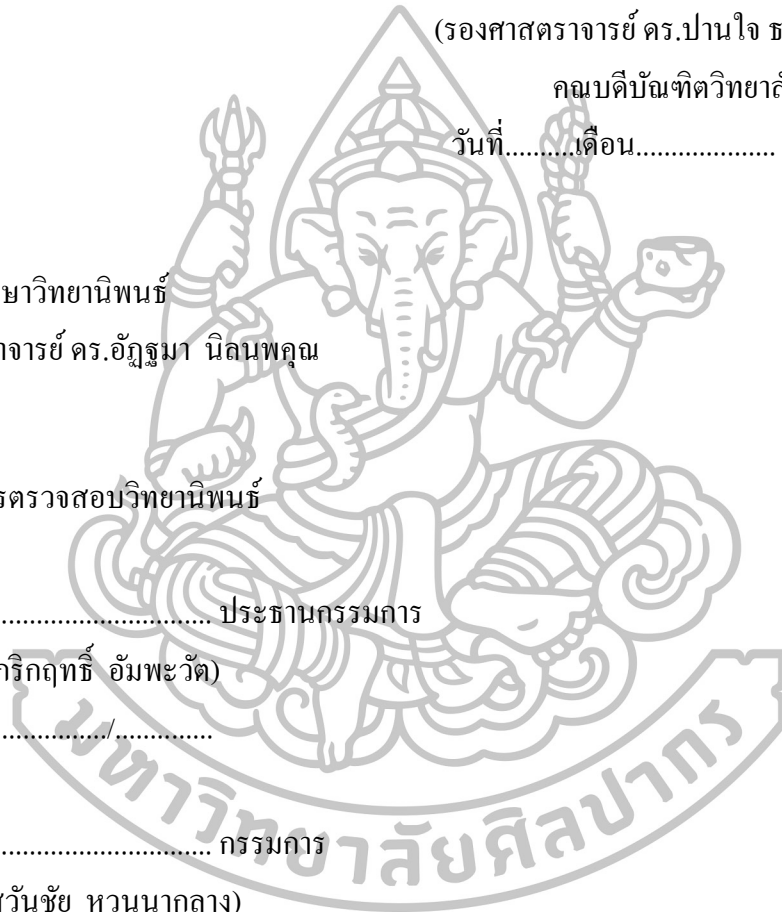 (รองศาสตราจารย์ ดร.ปานใจ ธ
คณบดีบัณฑิตวิทยาลั
วันที่..........เดือน....................
ษาวิทยานิพนธ์
าจารย์ ดร.อัฏฐมา นิลนพคุณ
รตรวจสอบวิทยานิพนธ์
.............................. ประธานกรรมการ
กริกฤทธิ์ อัมพะวัต)
.............../..............
.............................. กรรมการ
สวันชัย หวนนากลาง)
มหาวิทยาลัยศิลปากร